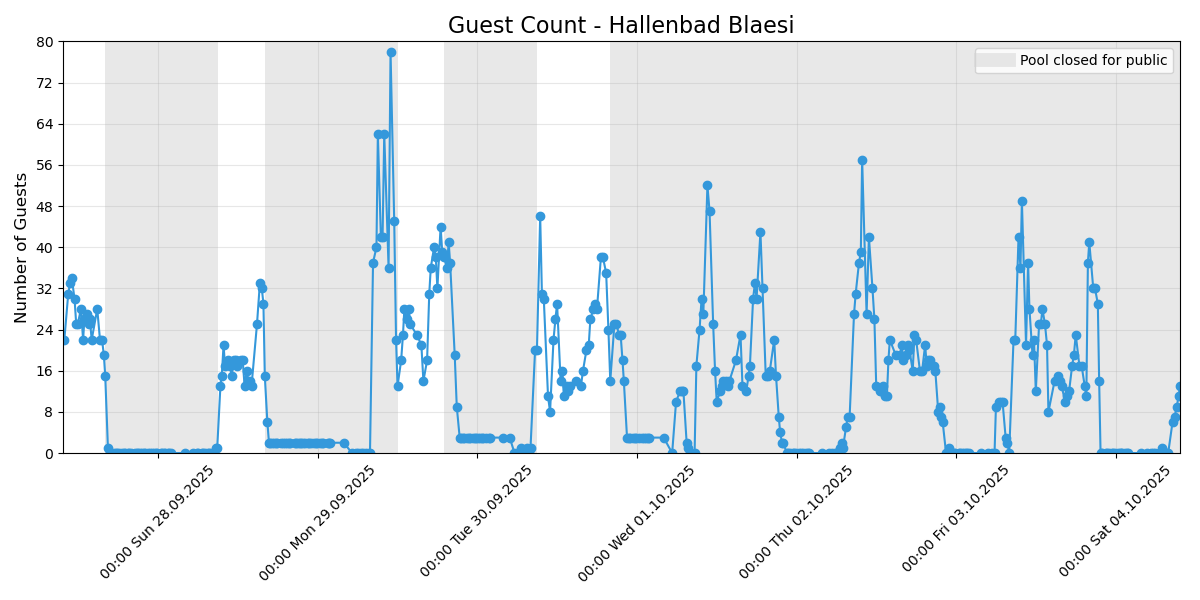 Guest Count - Hallenbad Blaesi
Pool closed for public
Number of Guests
80
72
64
56
48
40
32
24
16
8
0
00:00 Sun 28.09.2025
00:00 Mon 29.09.2025
00:00 Tue 30.09.2025
00:00 Wed 01.10.2025
00:00 Thu 02.10.2025
00:00 Fri 03.10.2025
00:00 Sat 04.10.2025